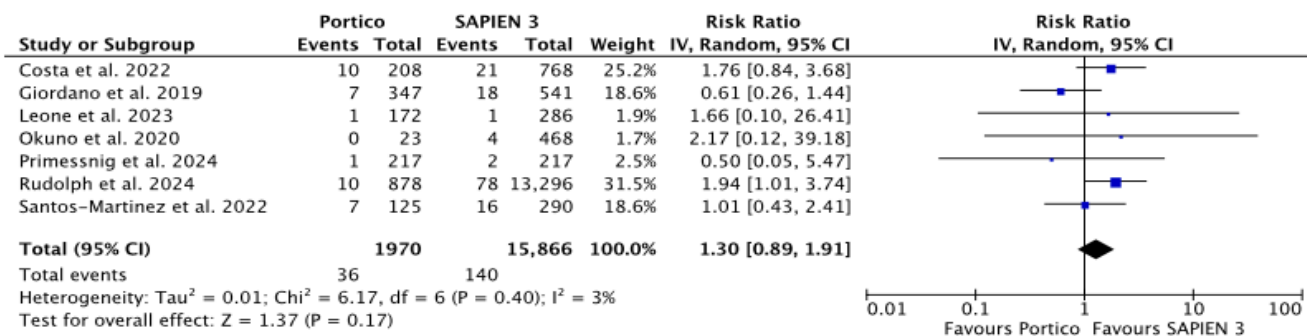 Portico SAPIEN 3 Risk Ratio Risk Ratio
Study or Subgroup Events Total Events Total Weight IV, Random, 95% CI IV, Random, 95% CI
Costa et al. 2022 10 208 21 768 25.2% 1.76 [0.84, 3.68]
Giordano et al. 2019 7 347 18 541 18.6% 0.61 [0.26, 1.44]
Leone et al. 2023 1 172 1 286 1.9% 1.66 [0.10, 26.41]
Okuno et al. 2020 0 23 4 468 1.7% 2.17 [0.12, 39.18]
Primessnig et al. 2024 1 217 2 217 2.5% 0.50 [0.05, 5.47]
Rudolph et al. 2024 10 878 78 13,296 31.5% 1.94 [1.01, 3.74]
Santos-Martinez et al. 2022 7 125 16 290 18.6% 1.01 [0.43, 2.41]
Total (95% CI) 1970 15,866 100.0% 1.30 [0.89, 1.91]
Total events 36 140
Heterogeneity: Tau² = 0.01; Chi² = 6.17, df = 6 (P = 0.40); I² = 3%
Test for overall effect: Z = 1.37 (P = 0.17)
0.01 0.1 1 10 100
Favours Portico Favours SAPIEN 3